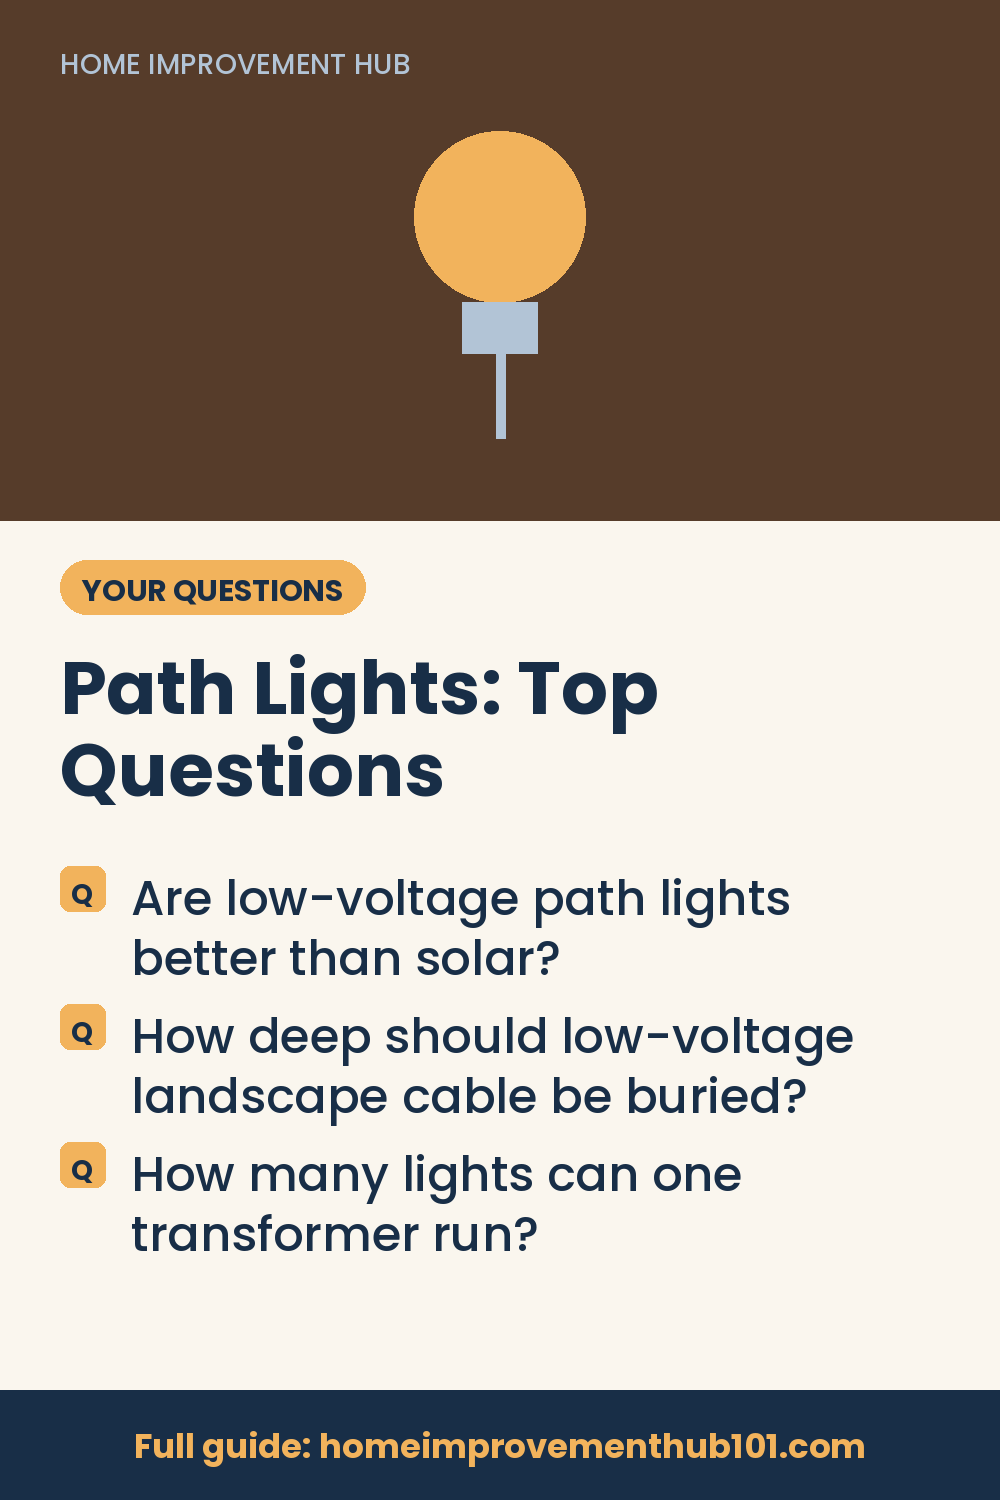 HOME IMPROVEMENT HUB
YOUR QUESTIONS
Path Lights: Top
Questions
Q Are low-voltage path lights
better than solar?
Q How deep should low-voltage
landscape cable be buried?
Q How many lights can one
transformer run?
Full guide: homeimprovementhub101.com